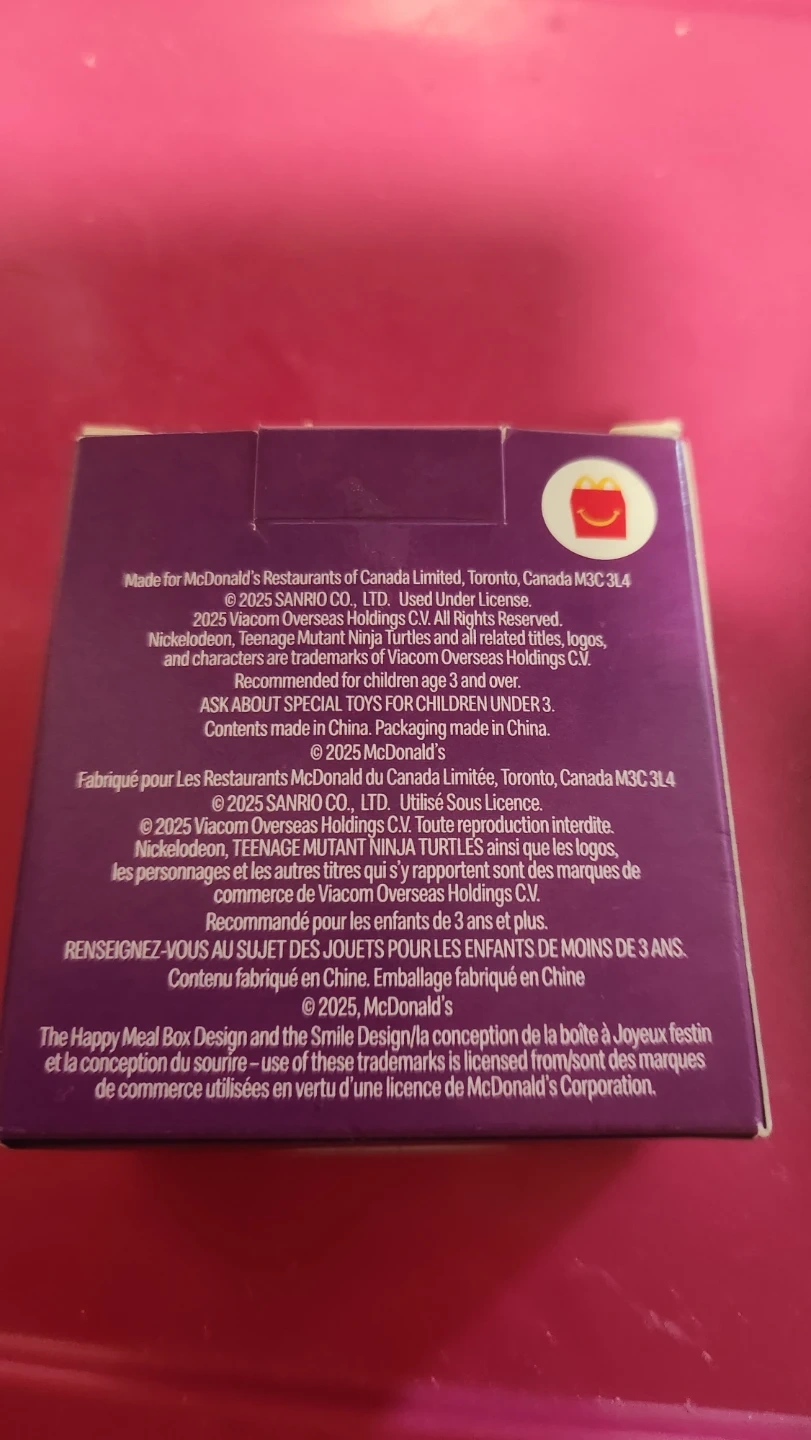 Made for McDonald's Restaurants of Canada Limited, Toronto, Canada M3C 3L4
© 2025 SANRIO CO., LTD. Used Under License.
2025 Viacom Overseas Holdings C.V. All Rights Reserved.
Nickelodeon, Teenage Mutant Ninja Turtles and all related titles, logos,
and characters are trademarks of Viacom Overseas Holdings C.V.
Recommended for children age 3 and over.
ASK ABOUT SPECIAL TOYS FOR CHILDREN UNDER 3.
Contents made in China. Packaging made in China.
© 2025 McDonald's
Fabriqué pour Les Restaurants McDonald du Canada Limitée, Toronto, Canada M3C 3L4
© 2025 SANRIO CO., LTD. Utilisé Sous Licence.
© 2025 Viacom Overseas Holdings C.V. Toute reproduction interdite.
Nickelodeon, TEENAGE MUTANT NINJA TURTLES ainsi que les logos,
les personnages et les autres titres qui s'y rapportent sont des marques de
commerce de Viacom Overseas Holdings C.V.
Recommandé pour les enfants de 3 ans et plus.
RENSEIGNEZ-VOUS AU SUJET DES JOUETS POUR LES ENFANTS DE MOINS DE 3 ANS.
Contenu fabriqué en Chine. Emballage fabriqué en Chine
© 2025, McDonald's
The Happy Meal Box Design and the Smile Design/la conception de la boîte à Joyeux festin
et la conception du sourire – use of these trademarks is licensed from/sont des marques
de commerce utilisées en vertu d'une licence de McDonald's Corporation.